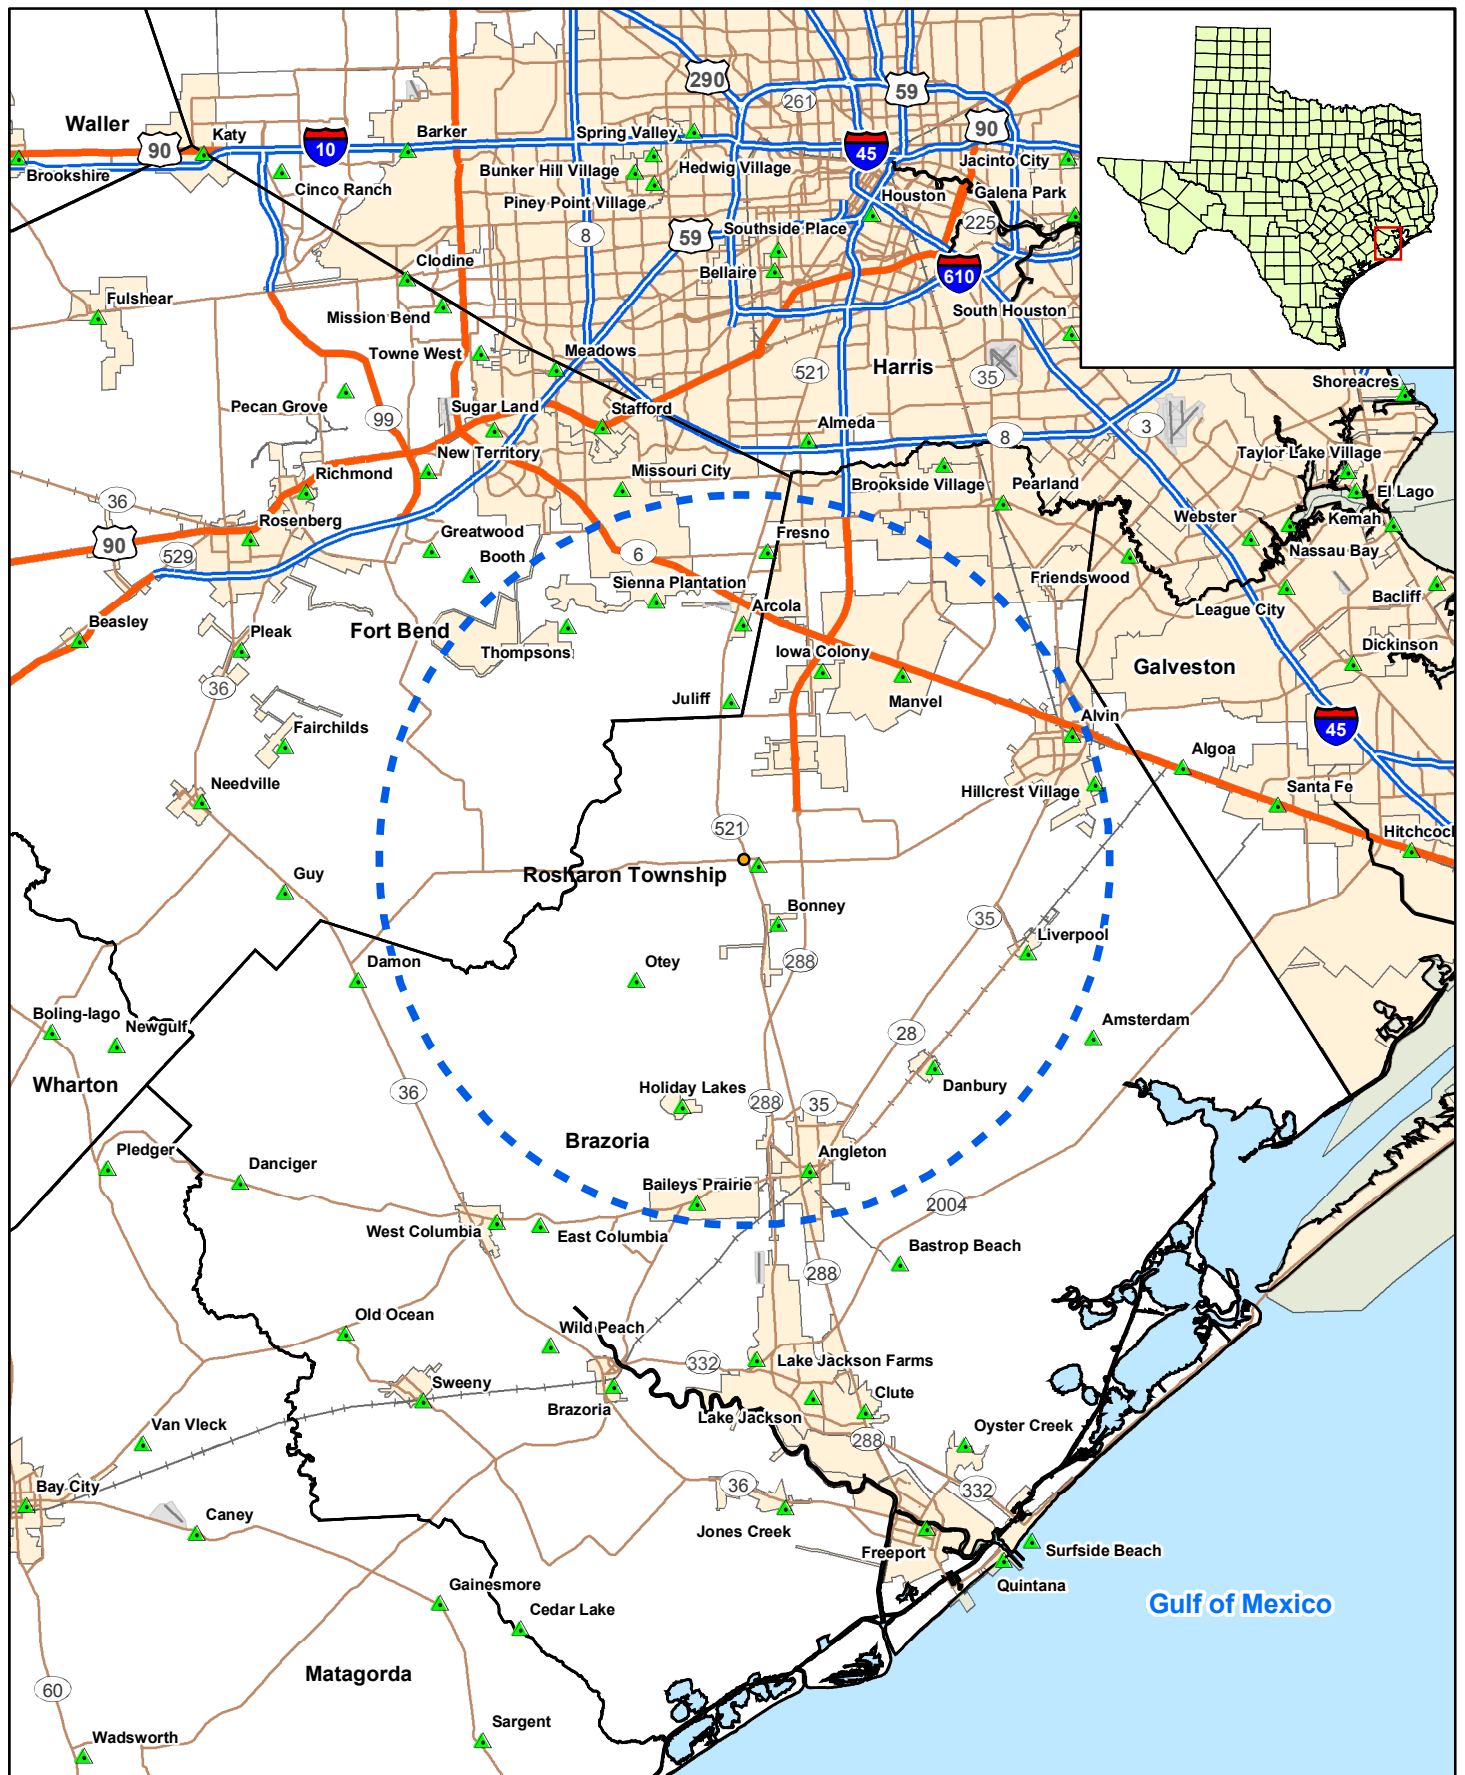 290
59
261
90
Waller
90
Katy
10
Barker
Spring Valley
45
Jacinto City
Brookshire
Cinco Ranch
Bunker Hill Village
Hedwig Village
Piney Point Village
Houston
Galena Park
8
59
Southside Place
225
Clodine
Bellaire
610
Fulshear
Mission Bend
South Houston
Towne West
Meadows
Harris
521
35
Shoreacres
Pecan Grove
99
Sugar Land
Stafford
Almeda
8
3
New Territory
Taylor Lake Village
Richmond
Missouri City
Brookside Village
Pearland
El Lago
36
Rosenberg
Webster
Kemah
90
529
Greatwood
Booth
6
Fresno
Nassau Bay
Friendswood
Sienna Plantation
Bacliff
Arcola
League City
Beasley
Pleak
Fort Bend
Thompsons
Iowa Colony
Dickinson
Galveston
36
Juliff
Manvel
Fairchilds
Alvin
45
Algoa
Needville
Hillcrest Village
Santa Fe
521
Hitchcock
Guy
Rosharon Township
Bonney
35
Liverpool
Damon
Otey
288
Boling-Iago
Newgulf
Amsterdam
28
Wharton
36
Holiday Lakes
Danbury
288
35
Brazoria
Pledger
Danciger
Angleton
Baileys Prairie
2004
West Columbia
East Columbia
Bastrop Beach
288
Old Ocean
Wild Peach
332
Lake Jackson Farms
Sweeny
Clute
Brazoria
Lake Jackson
Van Vleck
Oyster Creek
288
Bay City
36
332
Caney
Jones Creek
Freeport
Surfside Beach
Quintana
Gainesmore
Cedar Lake
Gulf of Mexico
Matagorda
60
Sargent
Wadsworth